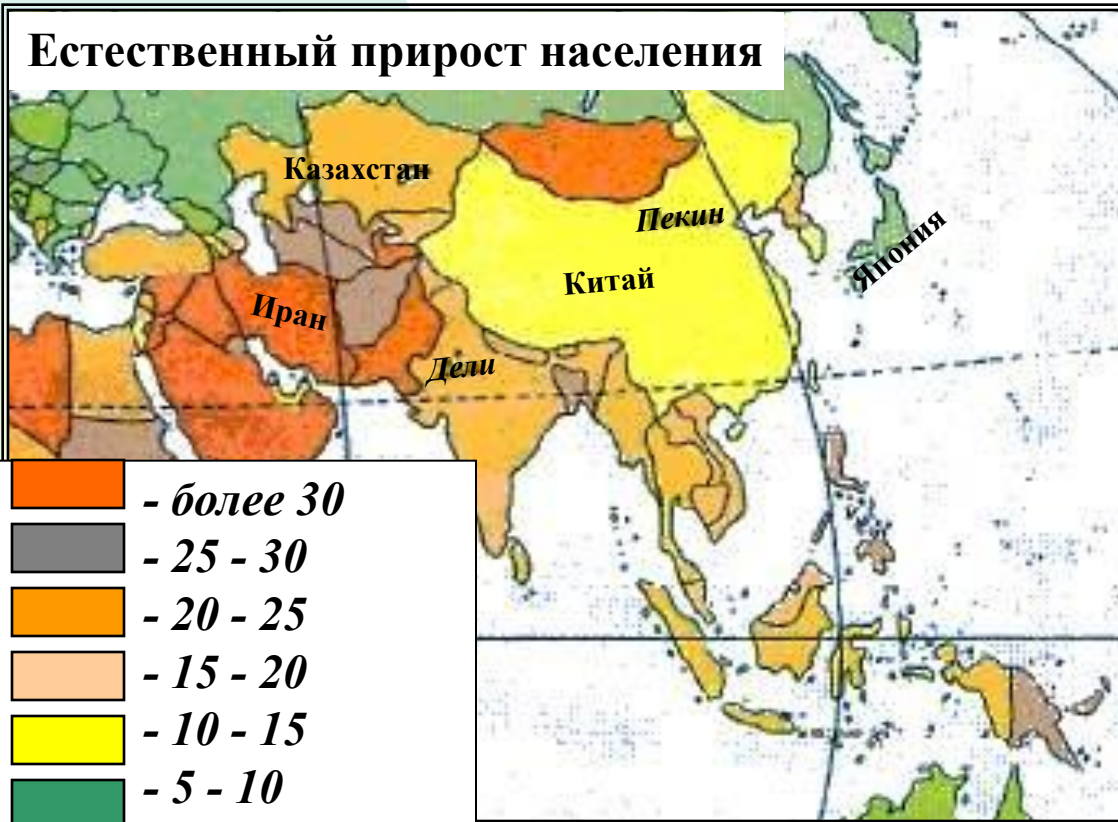 Естественный прирост населения
Казахстан
Пекин
Китай
Япония
Иран
Дели
- более 30
- 25 - 30
- 20 - 25
- 15 - 20
- 10 - 15
- 5 - 10